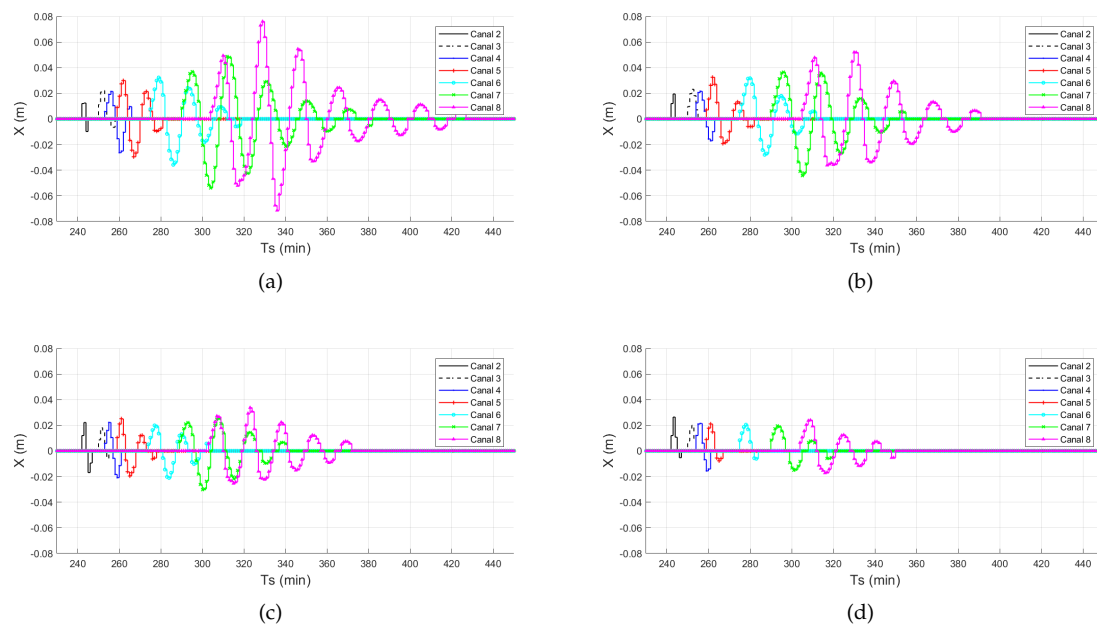 0.08
0.06
0.04
0.02
0
-0.02
-0.04
-0.06
-0.08
X (m)
240 260 280 300 320 340 360 380 400 420 440
Ts (min)
Canal 2
Canal 3
Canal 4
Canal 5
Canal 6
Canal 7
Canal 8
(a)
0.08
0.06
0.04
0.02
0
-0.02
-0.04
-0.06
-0.08
X (m)
240 260 280 300 320 340 360 380 400 420 440
Ts (min)
Canal 2
Canal 3
Canal 4
Canal 5
Canal 6
Canal 7
Canal 8
(b)
0.08
0.06
0.04
0.02
0
-0.02
-0.04
-0.06
-0.08
X (m)
240 260 280 300 320 340 360 380 400 420 440
Ts (min)
Canal 2
Canal 3
Canal 4
Canal 5
Canal 6
Canal 7
Canal 8
(c)
0.08
0.06
0.04
0.02
0
-0.02
-0.04
-0.06
-0.08
X (m)
240 260 280 300 320 340 360 380 400 420 440
Ts (min)
Canal 2
Canal 3
Canal 4
Canal 5
Canal 6
Canal 7
Canal 8
(d)